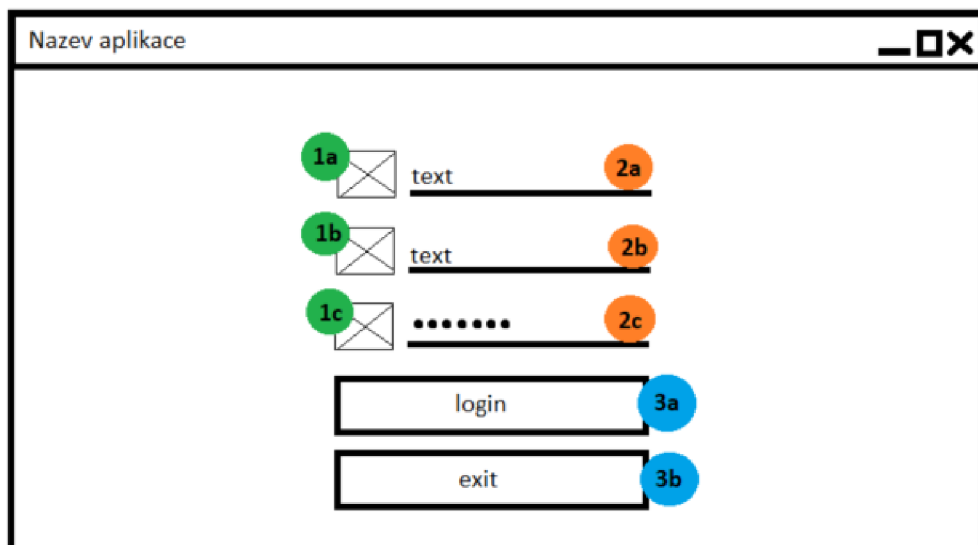 Nazev aplikace
1a text 2a
1b text 2b
1c ••••••• 2c
login 3a
exit 3b